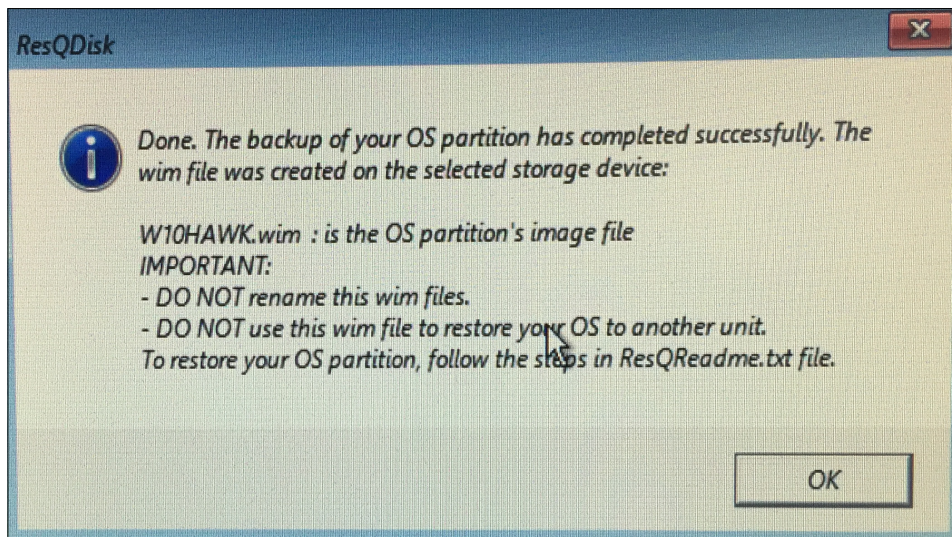 ResQDisk
Done. The backup of your OS partition has completed successfully. The
wim file was created on the selected storage device:
W10HAWK.wim : is the OS partition's image file
IMPORTANT:
- DO NOT rename this wim files.
- DO NOT use this wim file to restore your OS to another unit.
To restore your OS partition, follow the steps in ResQReadme.txt file.
OK